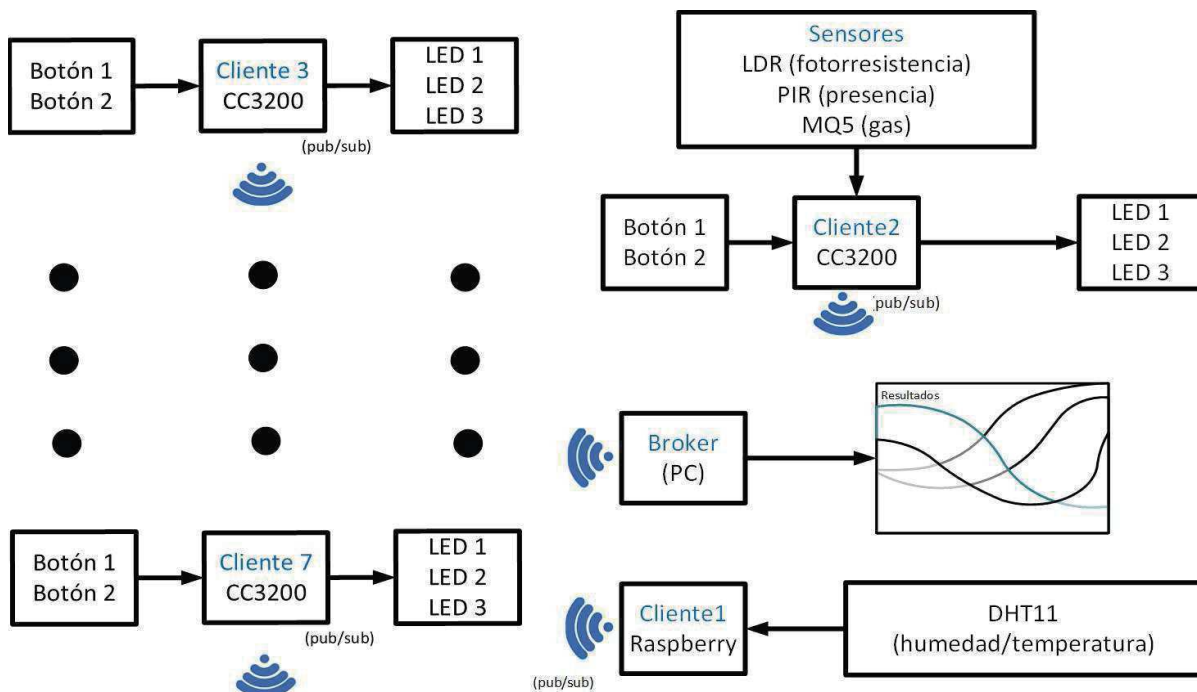 Botón 1
Botón 2
Cliente 3
CC3200
(pub/sub)
LED 1
LED 2
LED 3
Sensores
LDR (fotorresistencia)
PIR (presencia)
MQ5 (gas)
Botón 1
Botón 2
Cliente2
CC3200
(pub/sub)
LED 1
LED 2
LED 3
Broker
(PC)
Resultados
Botón 1
Botón 2
Cliente 7
CC3200
(pub/sub)
LED 1
LED 2
LED 3
Cliente1
Raspberry
(pub/sub)
DHT11
(humedad/temperatura)